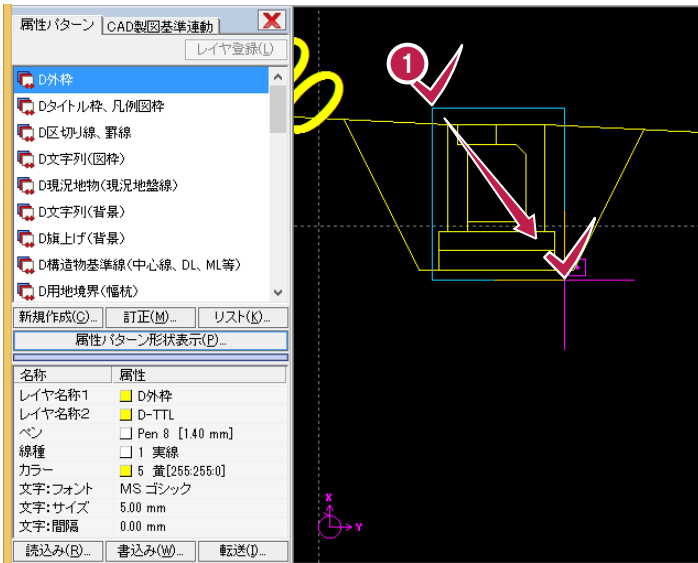 属性パターン CAD製図基準連動
レイヤ登録(L)
D外枠
Dタイトル枠、凡例図枠
D区切り線、罫線
D文字列(図枠)
D現況地物(現況地盤線)
D文字列(背景)
D旗上げ(背景)
D構造物基準線(中心線、DL、ML等)
D用地境界(幅杭)
新規作成(C)... 訂正(M)... リスト(K)...
属性パターン形状表示(P)...
名称 属性
レイヤ名称1 D外枠
レイヤ名称2 D-TTL
ペン Pen 8 [1.40 mm]
線種 1 実線
カラー 5 黄[255:255:0]
文字:フォント MS ゴシック
文字:サイズ 5.00 mm
文字:間隔 0.00 mm
読込み(R)... 書込み(W)... 転送(I)...
1
X
Y